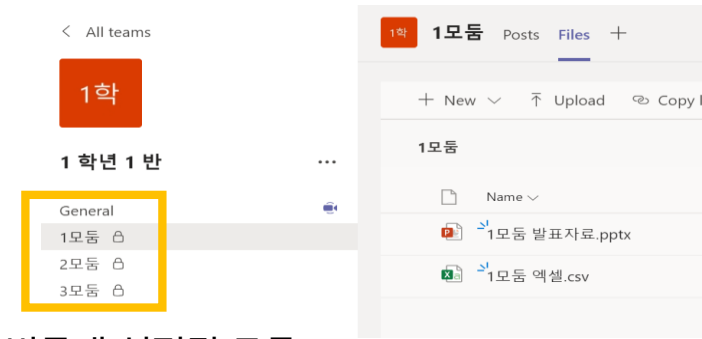 All teams
1학
1 학년 1 반
...
General
1모둠
2모둠
3모둠
1학 1모둠 Posts Files +
+ New Upload Copy l
1모둠
Name
1모둠 발표자료.pptx
1모둠 엑셀.csv